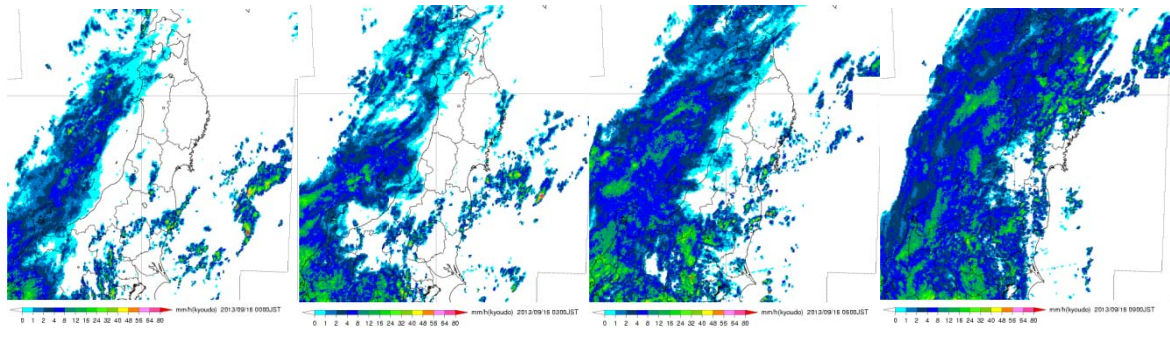 mm/h(kyoudo) 2013/09/16 0000JST
0 1 2 4 8 12 16 24 32 40 48 56 64 80
mm/h(kyoudo) 2013/09/16 0300JST
0 1 2 4 8 12 16 24 32 40 48 56 64 80
mm/h(kyoudo) 2013/09/16 0600JST
0 1 2 4 8 12 16 24 32 40 48 56 64 80
mm/h(kyoudo) 2013/09/16 0900JST
0 1 2 4 8 12 16 24 32 40 48 56 64 80